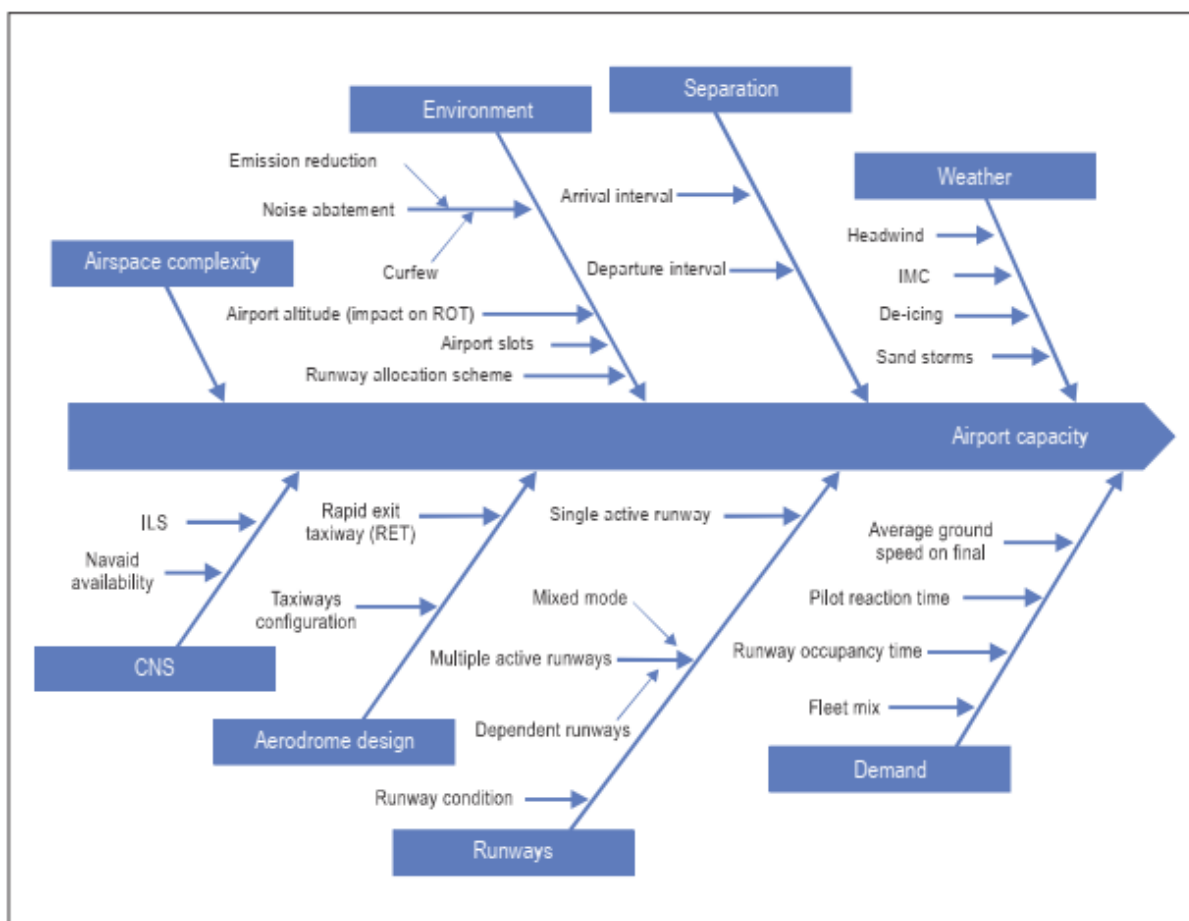 Environment
Separation
Emission reduction
Noise abatement
Curfew
Arrival interval
Departure interval
Weather
Headwind
IMC
De-icing
Sand storms
Airspace complexity
Airport altitude (impact on ROT)
Airport slots
Runway allocation scheme
Airport capacity
ILS
Navaid
availability
CNS
Rapid exit
taxiway (RET)
Taxiways
configuration
Aerodrome design
Single active runway
Mixed mode
Multiple active runways
Dependent runways
Runway condition
Runways
Average ground
speed on final
Pilot reaction time
Runway occupancy time
Fleet mix
Demand